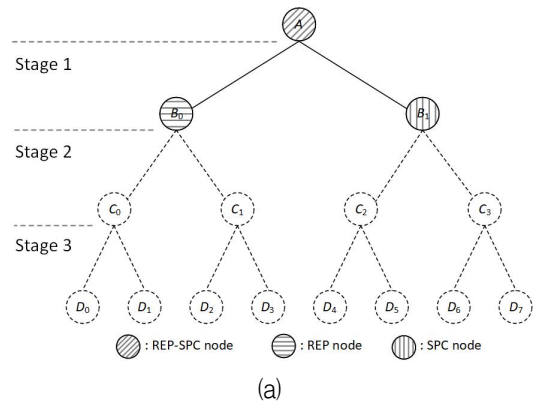 A
Stage 1
B0 B1
Stage 2
C0 C1 C2 C3
Stage 3
D0 D1 D2 D3 D4 D5 D6 D7
: REP-SPC node : REP node : SPC node
(a)